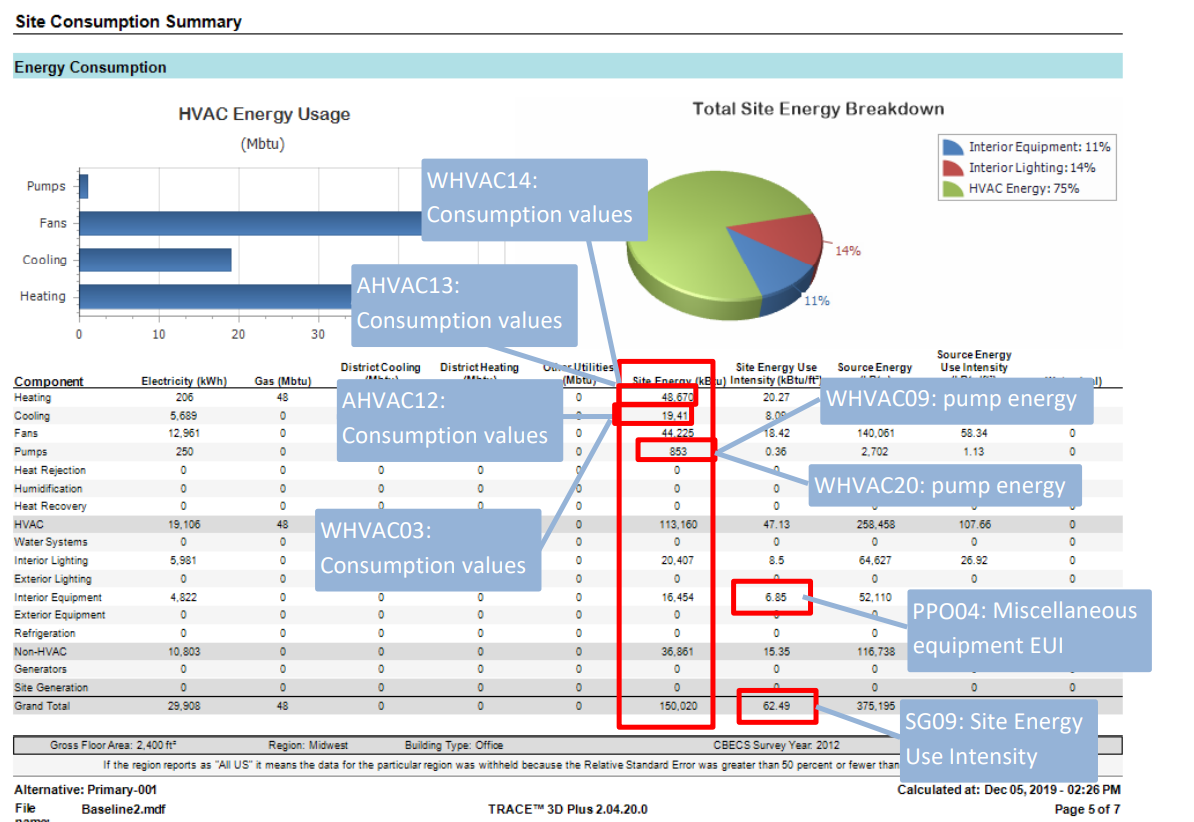 Site Consumption Summary
Energy Consumption
HVAC Energy Usage
(Mbtu)
Pumps
Fans
Cooling
Heating
0 10 20 30
Total Site Energy Breakdown
Interior Equipment: 11%
Interior Lighting: 14%
HVAC Energy: 75%
14%
11%
WHVAC14:
Consumption values
AHVAC13:
Consumption values
AHVAC12:
Consumption values
WHVAC03:
Consumption values
WHVAC09: pump energy
WHVAC20: pump energy
PPO04: Miscellaneous
equipment EUI
SG09: Site Energy
Use Intensity
Source Energy
District Cooling District Heating Other Utilities Site Energy Use Source Energy Use Intensity
Component Electricity (kWh) Gas (Mbtu) (Mbtu) Site Energy (kBtu) Intensity (kBtu/ft²)
Heating 206 48 0 48,670 20.27
Cooling 5,689 0
Fans 12,961 0 0 44,225 18.42 140,061 58.34 0
Pumps 250 0 0 853 0.36 2,702 1.13 0
Heat Rejection 0 0 0 0 0 0
Humidification 0 0 0 0 0 0
Heat Recovery 0 0 0 0 0 0
HVAC 19,106 48 0 113,160 47.13 258,458 107.66 0
Water Systems 0 0 0 0 0 0 0 0
Interior Lighting 5,981 0 0 20,407 8.5 64,627 26.92 0
Exterior Lighting 0 0 0 0 0 0 0 0
Interior Equipment 4,822 0 0 0 0 16,454 6.85 52,110
Exterior Equipment 0 0 0 0 0 0 0 0
Refrigeration 0 0 0 0 0 0 0 0
Non-HVAC 10,803 0 0 0 0 36,861 15.35 116,738
Generators 0 0 0 0 0 0 0 0 0 0
Site Generation 0 0 0 0 0 0 0 0 0 0
Grand Total 29,908 48 0 0 0 150,020 62.49 375,195
Gross Floor Area: 2,400 ft² Region: Midwest Building Type: Office CBECS Survey Year: 2012
If the region reports as "All US" it means the data for the particular region was withheld because the Relative Standard Error was greater than 50 percent or fewer than
Alternative: Primary-001 Calculated at: Dec 05, 2019 - 02:26 PM
File Baseline2.mdf TRACE™ 3D Plus 2.04.20.0 Page 5 of 7
name: